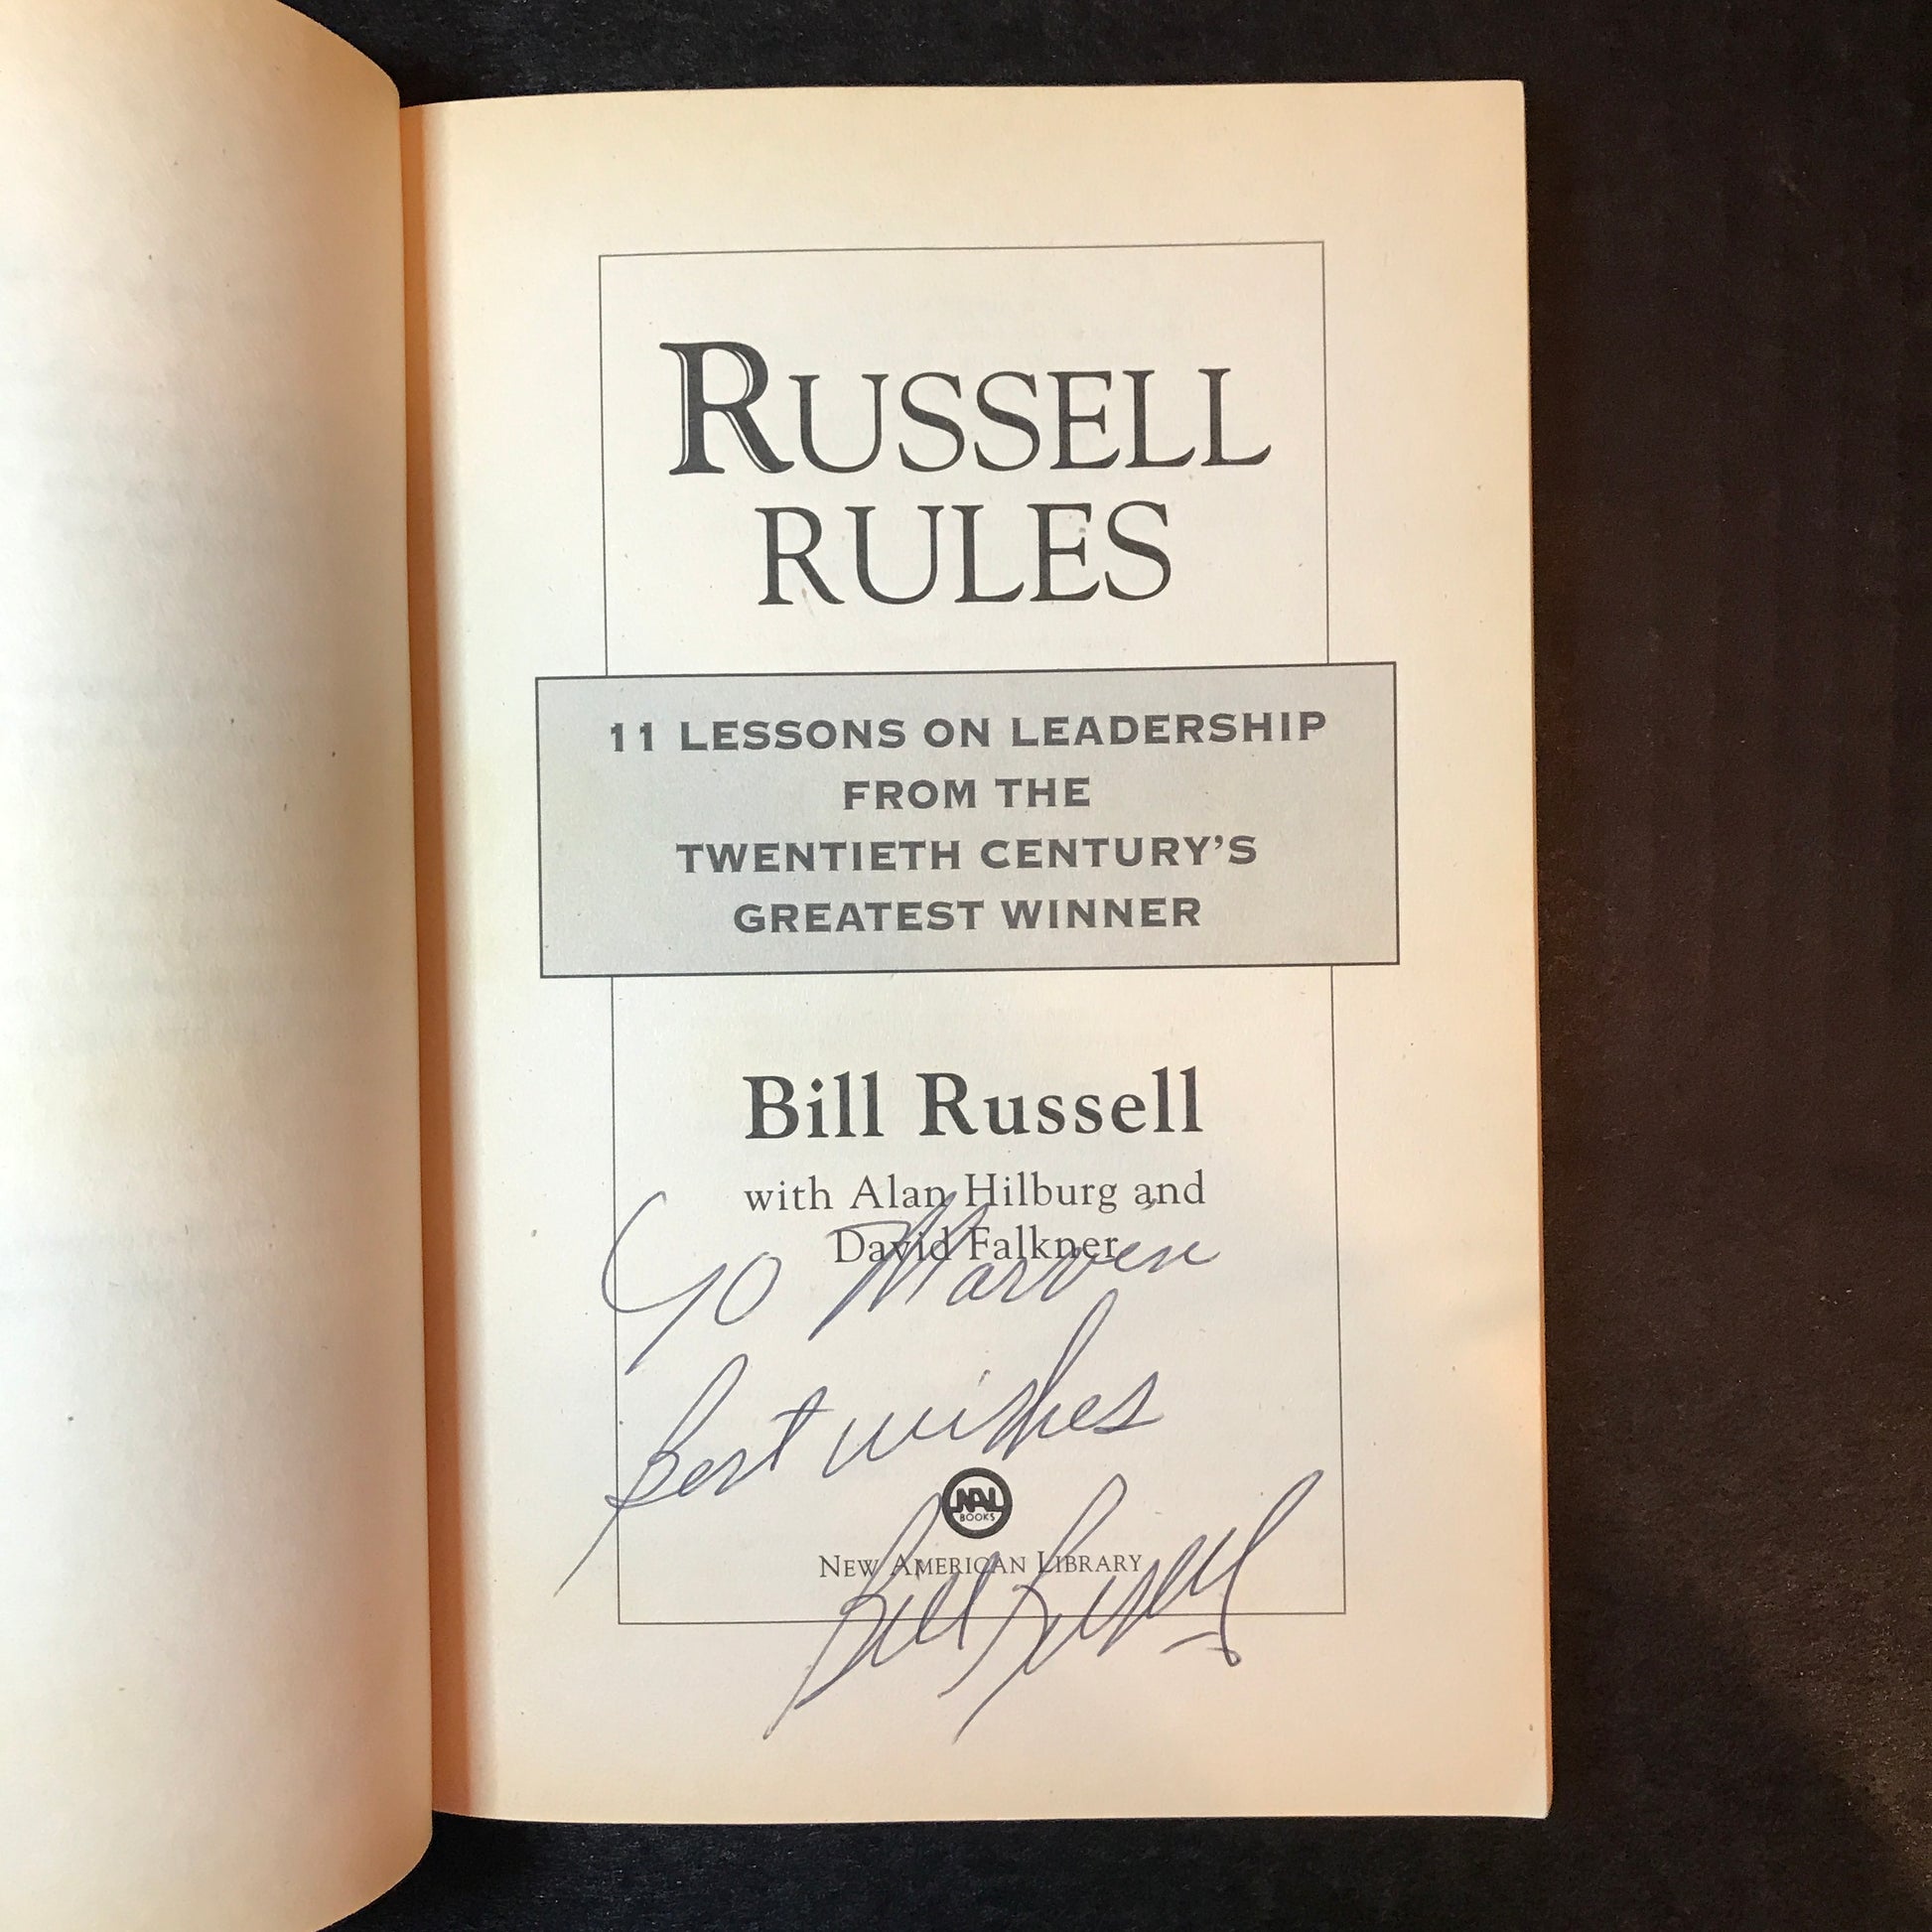 RUSSELL
RULES
11 LESSONS ON LEADERSHIP
FROM THE
TWENTIETH CENTURY'S
GREATEST WINNER
Bill Russell
with Alan Hilburg and
David Falkner
To Marvin
Best wishes
NAL
BOOKS
NEW AMERICAN LIBRARY
Bill Russell